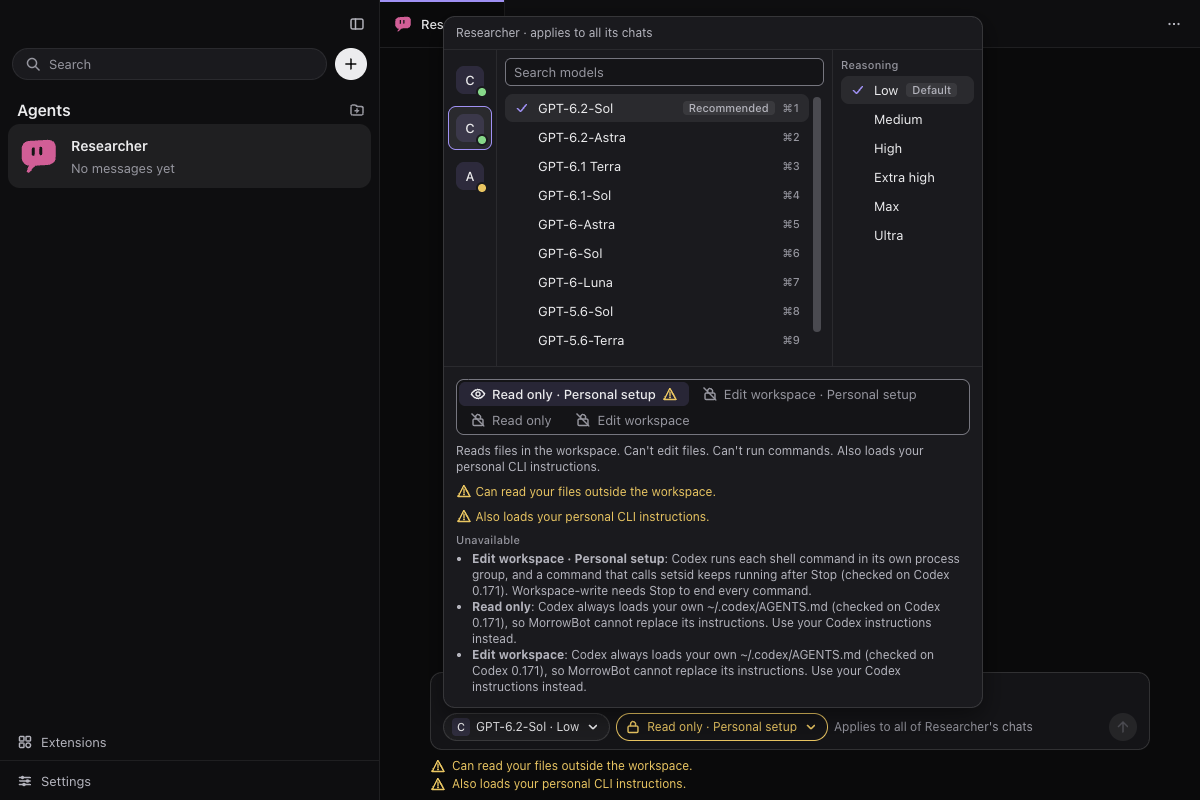 Search
Agents
Researcher
No messages yet
Extensions
Settings
Res
Researcher · applies to all its chats
C
C
A
Search models
GPT-6.2-Sol Recommended ⌘1
GPT-6.2-Astra ⌘2
GPT-6.1 Terra ⌘3
GPT-6.1-Sol ⌘4
GPT-6-Astra ⌘5
GPT-6-Sol ⌘6
GPT-6-Luna ⌘7
GPT-5.6-Sol ⌘8
GPT-5.6-Terra ⌘9
Reasoning
Low Default
Medium
High
Extra high
Max
Ultra
Read only · Personal setup Edit workspace · Personal setup
Read only Edit workspace
Reads files in the workspace. Can't edit files. Can't run commands. Also loads your
personal CLI instructions.
Can read your files outside the workspace.
Also loads your personal CLI instructions.
Unavailable
• Edit workspace · Personal setup: Codex runs each shell command in its own process
group, and a command that calls setsid keeps running after Stop (checked on Codex
0.171). Workspace-write needs Stop to end every command.
• Read only: Codex always loads your own ~/.codex/AGENTS.md (checked on Codex
0.171), so MorrowBot cannot replace its instructions. Use your Codex instructions
instead.
• Edit workspace: Codex always loads your own ~/.codex/AGENTS.md (checked on
Codex 0.171), so MorrowBot cannot replace its instructions. Use your Codex
instructions instead.
C GPT-6.2-Sol · Low Read only · Personal setup Applies to all of Researcher's chats
Can read your files outside the workspace.
Also loads your personal CLI instructions.